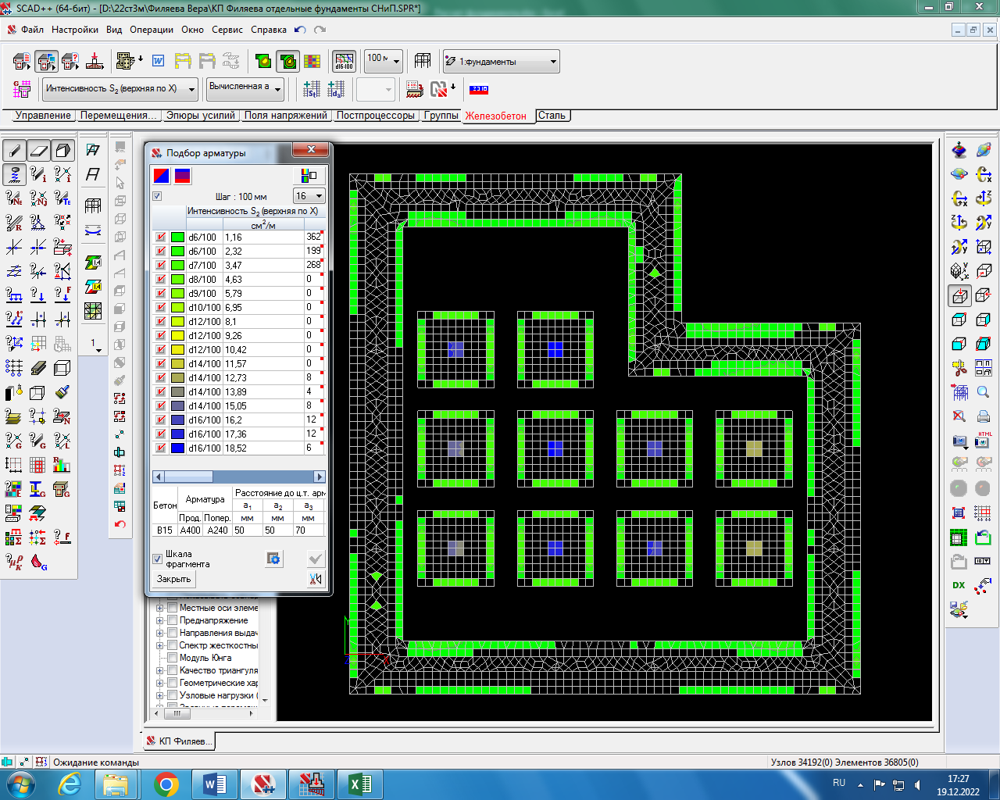 SCAD++ (64-бит) - [D:\22ст3м\Филяева Вера\КП Филяева отдельные фундаменты СНиП.SPR*]
Файл Настройки Вид Операции Окно Сервис Справка
d16:100 100 м 1:фундаменты
Интенсивность S2 (верхняя по X) Вычисленная а
Управление Перемещения... Эпюры усилий Поля напряжений Постпроцессоры Группы Железобетон Сталь
Подбор арматуры
Шаг : 100 мм 16
Интенсивность S2 (верхняя по X)
см2/м
d6/100 1,16 362
d6/100 2,32 199
d7/100 3,47 268
d8/100 4,63 0
d9/100 5,79 0
d10/100 6,95 0
d12/100 8,1 0
d12/100 9,26 0
d12/100 10,42 0
d14/100 11,57 0
d14/100 12,73 8
d14/100 13,89 4
d14/100 15,05 8
d16/100 16,2 12
d16/100 17,36 12
d16/100 18,52 6
Бетон Арматура Расстояние до ц.т. арм
a1 a2 a3
Прод. Попер. мм мм мм
B15 A400 A240 50 50 70
Шкала фрагмента
Закрыть
Местные оси элеме
Преднапряжение
Направления выдач
Спектр жесткостны
Модуль Юнга
Качество триангуля
Геометрические хар
Узловые нагрузки (
Y
Z X
HTML
DX
КП Филяев...
Ожидание команды Узлов 34192(0) Элементов 36805(0)
RU 17:27
19.12.2022